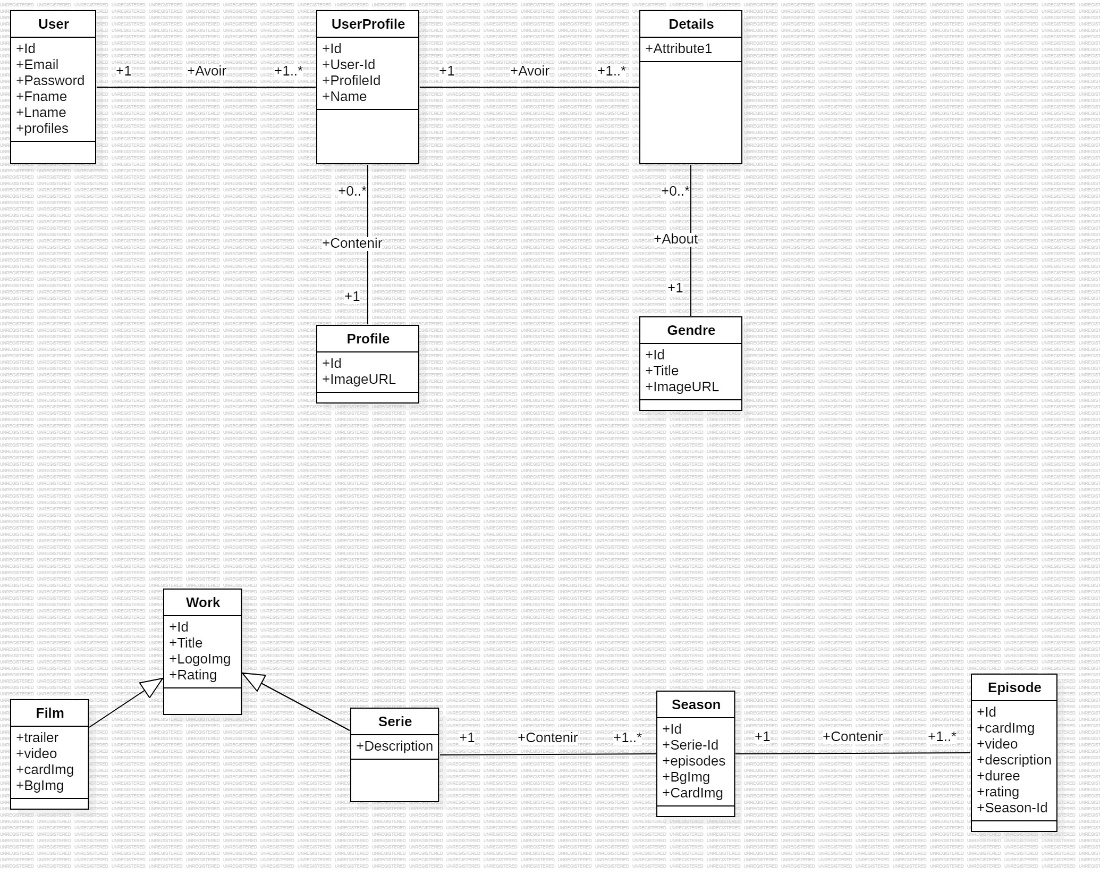 User
+Id
+Email
+Password
+Fname
+Lname
+profiles
+1
+Avoir
+1..*
UserProfile
+Id
+User-Id
+ProfileId
+Name
+1
+Avoir
+1..*
Details
+Attribute1
+0..*
+Contenir
+1
+0..*
+About
+1
Profile
+Id
+ImageURL
Gendre
+Id
+Title
+ImageURL
Work
+Id
+Title
+LogoImg
+Rating
Film
+trailer
+video
+cardImg
+BgImg
Serie
+Description
+1
+Contenir
+1..*
Season
+Id
+Serie-Id
+episodes
+BgImg
+CardImg
+1
+Contenir
+1..*
Episode
+Id
+cardImg
+video
+description
+duree
+rating
+Season-Id
UNREGISTERED